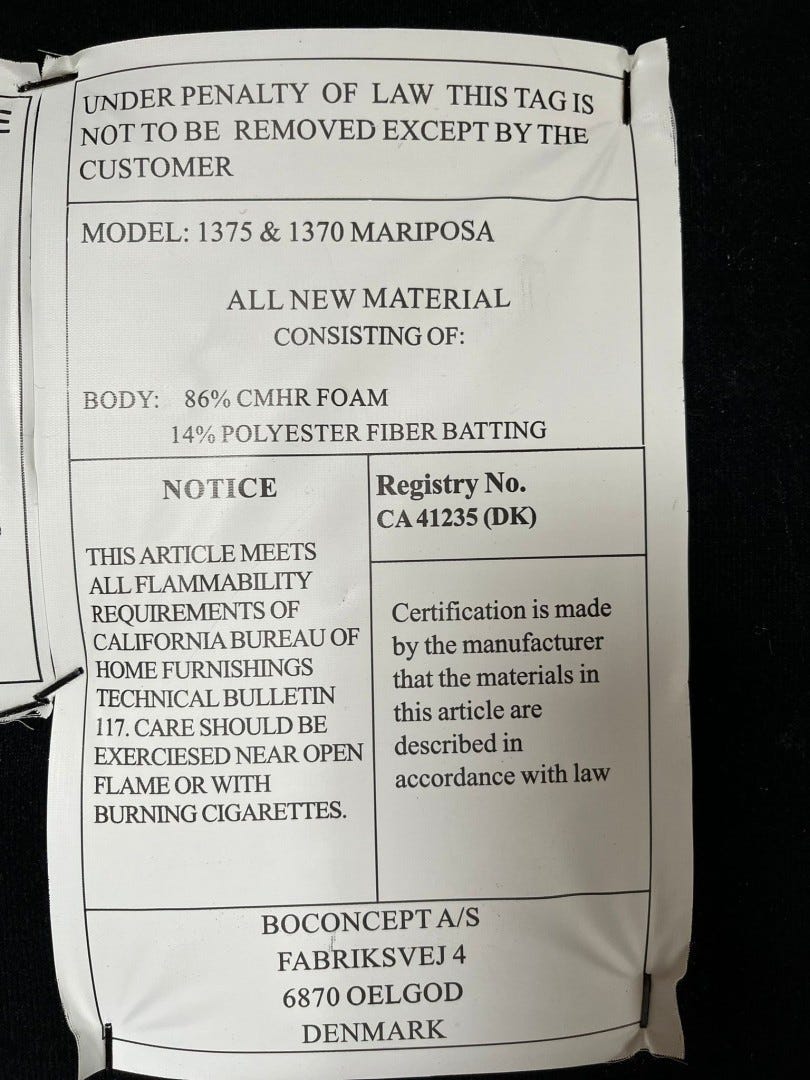 UNDER PENALTY OF LAW THIS TAG IS
NOT TO BE REMOVED EXCEPT BY THE
CUSTOMER
MODEL: 1375 & 1370 MARIPOSA
ALL NEW MATERIAL
CONSISTING OF:
BODY: 86% CMHR FOAM
14% POLYESTER FIBER BATTING
NOTICE
THIS ARTICLE MEETS
ALL FLAMMABILITY
REQUIREMENTS OF
CALIFORNIA BUREAU OF
HOME FURNISHINGS
TECHNICAL BULLETIN
117. CARE SHOULD BE
EXERCIESED NEAR OPEN
FLAME OR WITH
BURNING CIGARETTES.
Registry No.
CA 41235 (DK)
Certification is made
by the manufacturer
that the materials in
this article are
described in
accordance with law
BOCONCEPT A/S
FABRIKSVEJ 4
6870 OELGOD
DENMARK